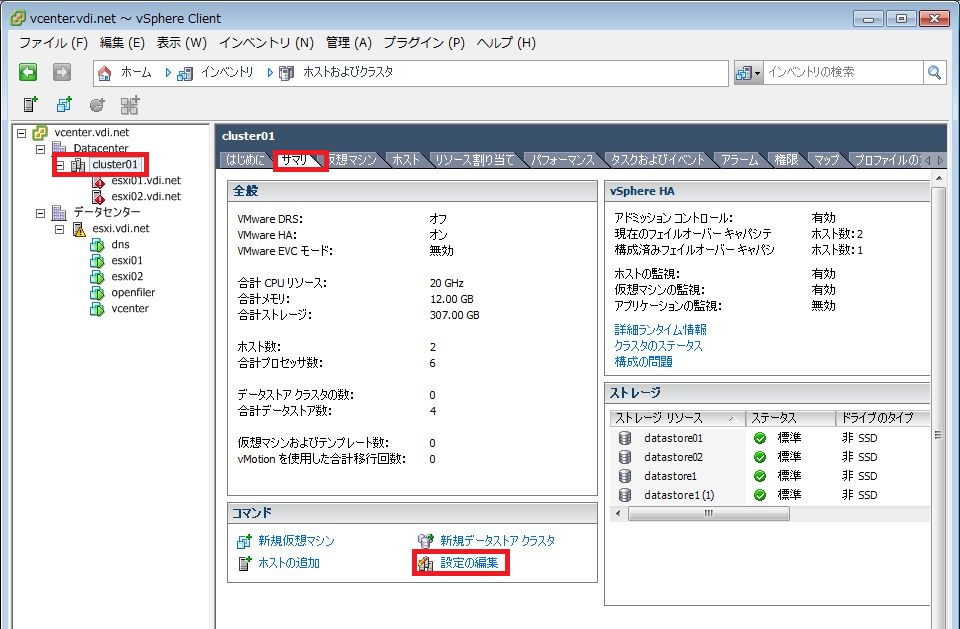 vcenter.vdi.net ～ vSphere Client
ファイル (F) 編集 (E) 表示 (W) インベントリ (N) 管理 (A) プラグイン (P) ヘルプ (H)
ホーム インベントリ ホストおよびクラスタ インベントリの検索
vcenter.vdi.net
Datacenter
cluster01
esxi01.vdi.net
esxi02.vdi.net
データセンター
esxi.vdi.net
dns
esxi01
esxi02
openfiler
vcenter
cluster01
はじめに サマリ 仮想マシン ホスト リソース割り当て パフォーマンス タスクおよびイベント アラーム 権限 マップ プロファイルの
全般
VMware DRS: オフ
VMware HA: オン
VMware EVC モード: 無効
合計 CPU リソース: 20 GHz
合計メモリ: 12.00 GB
合計ストレージ: 307.00 GB
ホスト数: 2
合計プロセッサ数: 6
データストア クラスタの数: 0
合計データストア数: 4
仮想マシンおよびテンプレート数: 0
vMotion を使用した合計移行回数: 0
コマンド
新規仮想マシン 新規データストア クラスタ
ホストの追加 設定の編集
vSphere HA
アドミッション コントロール: 有効
現在のフェイルオーバー キャパシテ ホスト数: 2
構成済みフェイルオーバー キャパシ ホスト数: 1
ホストの監視: 有効
仮想マシンの監視: 有効
アプリケーションの監視: 無効
詳細ランタイム情報
クラスタのステータス
構成の問題
ストレージ
ストレージ リソース ステータス ドライブのタイプ
datastore01 標準 非 SSD
datastore02 標準 非 SSD
datastore1 標準 非 SSD
datastore1 (1) 標準 非 SSD